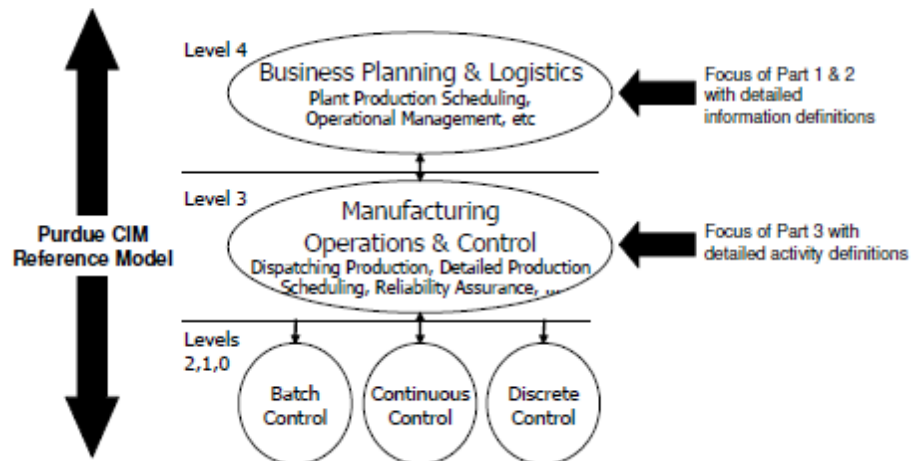 Level 4
Business Planning & Logistics
Plant Production Scheduling,
Operational Management, etc
Focus of Part 1 & 2
with detailed
information definitions
Level 3
Manufacturing
Operations & Control
Dispatching Production, Detailed Production
Scheduling, Reliability Assurance, ...
Focus of Part 3 with
detailed activity definitions
Purdue CIM
Reference Model
Levels
2,1,0
Batch
Control
Continuous
Control
Discrete
Control